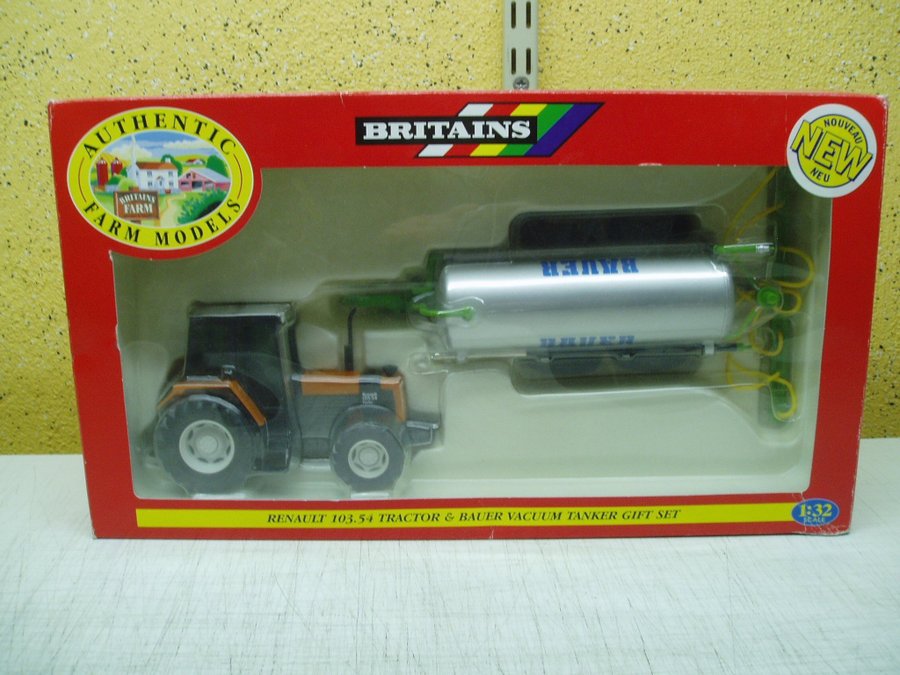 AUTHENTIC
BRITAINS
FARM
FARM MODELS
BRITAINS
NOUVEAU
NEW
NEU
BAUER
BAUER
RENAULT 103.54 TRACTOR & BAUER VACUUM TANKER GIFT SET
1:32
SCALE